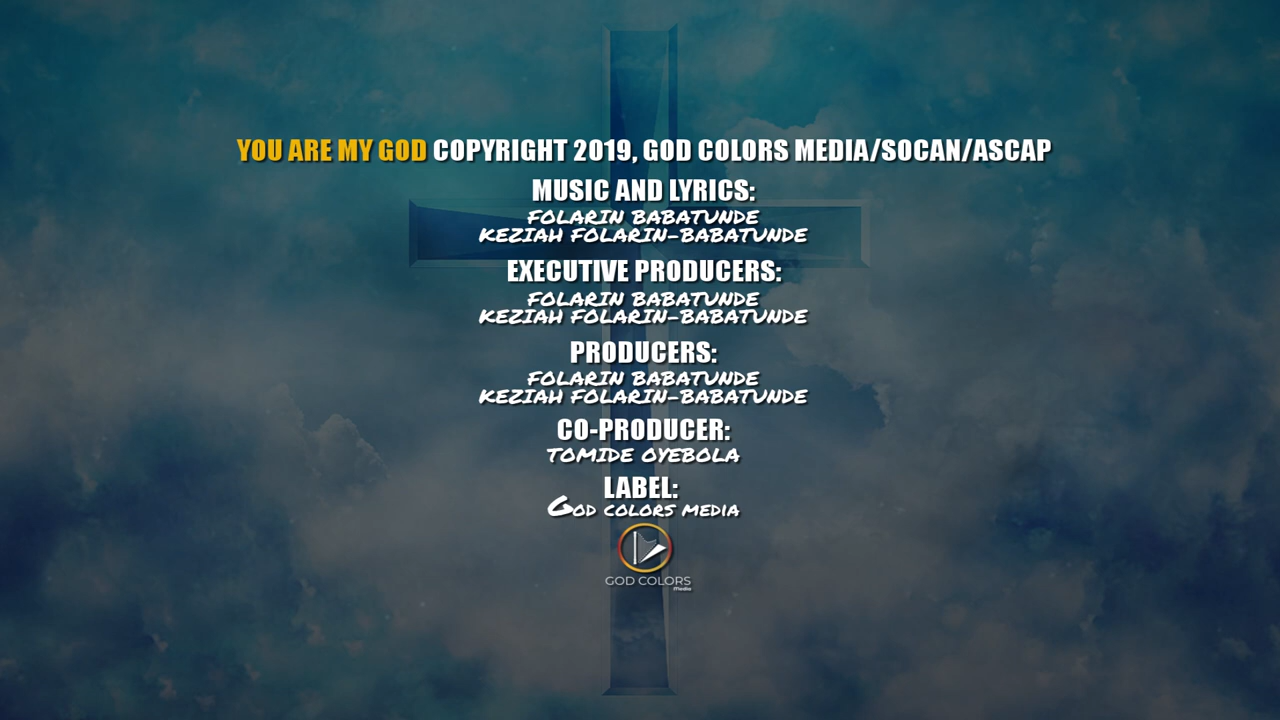 YOU ARE MY GOD COPYRIGHT 2019, GOD COLORS MEDIA/SOCAN/ASCAP
MUSIC AND LYRICS:
FOLARIN BABATUNDE
KEZIAH FOLARIN-BABATUNDE
EXECUTIVE PRODUCERS:
FOLARIN BABATUNDE
KEZIAH FOLARIN-BABATUNDE
PRODUCERS:
FOLARIN BABATUNDE
KEZIAH FOLARIN-BABATUNDE
CO-PRODUCER:
TOMIDE OYEBOLA
LABEL:
GOD COLORS MEDIA
GOD COLORS
Media